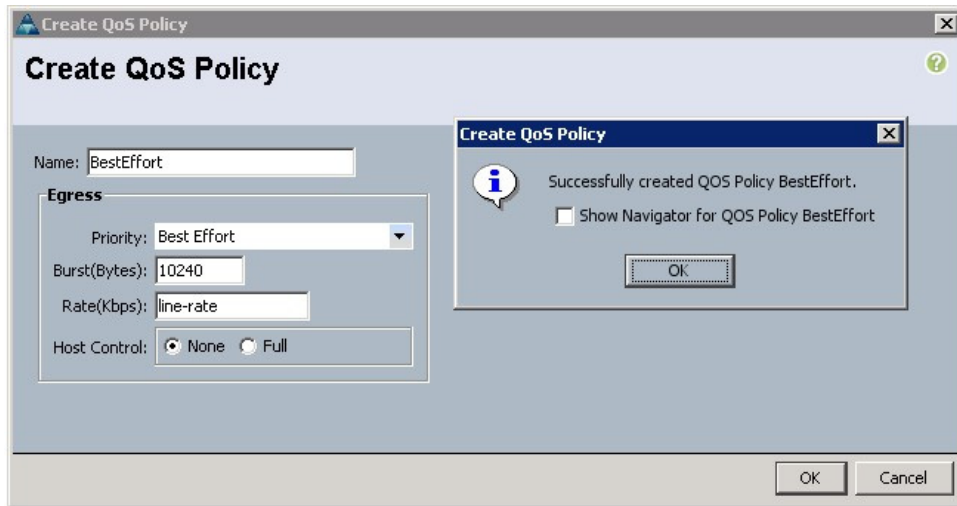 Create QoS Policy
Create QoS Policy
Name: BestEffort
Egress
Priority: Best Effort
Burst(Bytes): 10240
Rate(Kbps): line-rate
Host Control: None Full
Create QoS Policy
Successfully created QOS Policy BestEffort.
Show Navigator for QOS Policy BestEffort
OK
OK Cancel